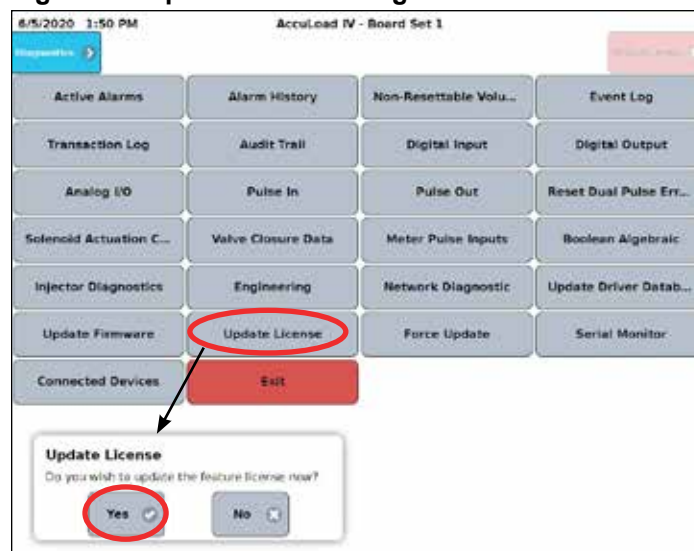 6/5/2020 1:50 PM AccuLoad IV - Board Set 1
Diagnostics
Active Alarms Alarm History Non-Resettable Volu... Event Log
Transaction Log Audit Trail Digital Input Digital Output
Analog I/O Pulse In Pulse Out Reset Dual Pulse Err...
Solenoid Actuation C... Valve Closure Data Meter Pulse Inputs Boolean Algebraic
Injector Diagnostics Engineering Network Diagnostic Update Driver Datab...
Update Firmware Update License Force Update Serial Monitor
Connected Devices Exit
Update License
Do you wish to update the feature license now?
Yes No